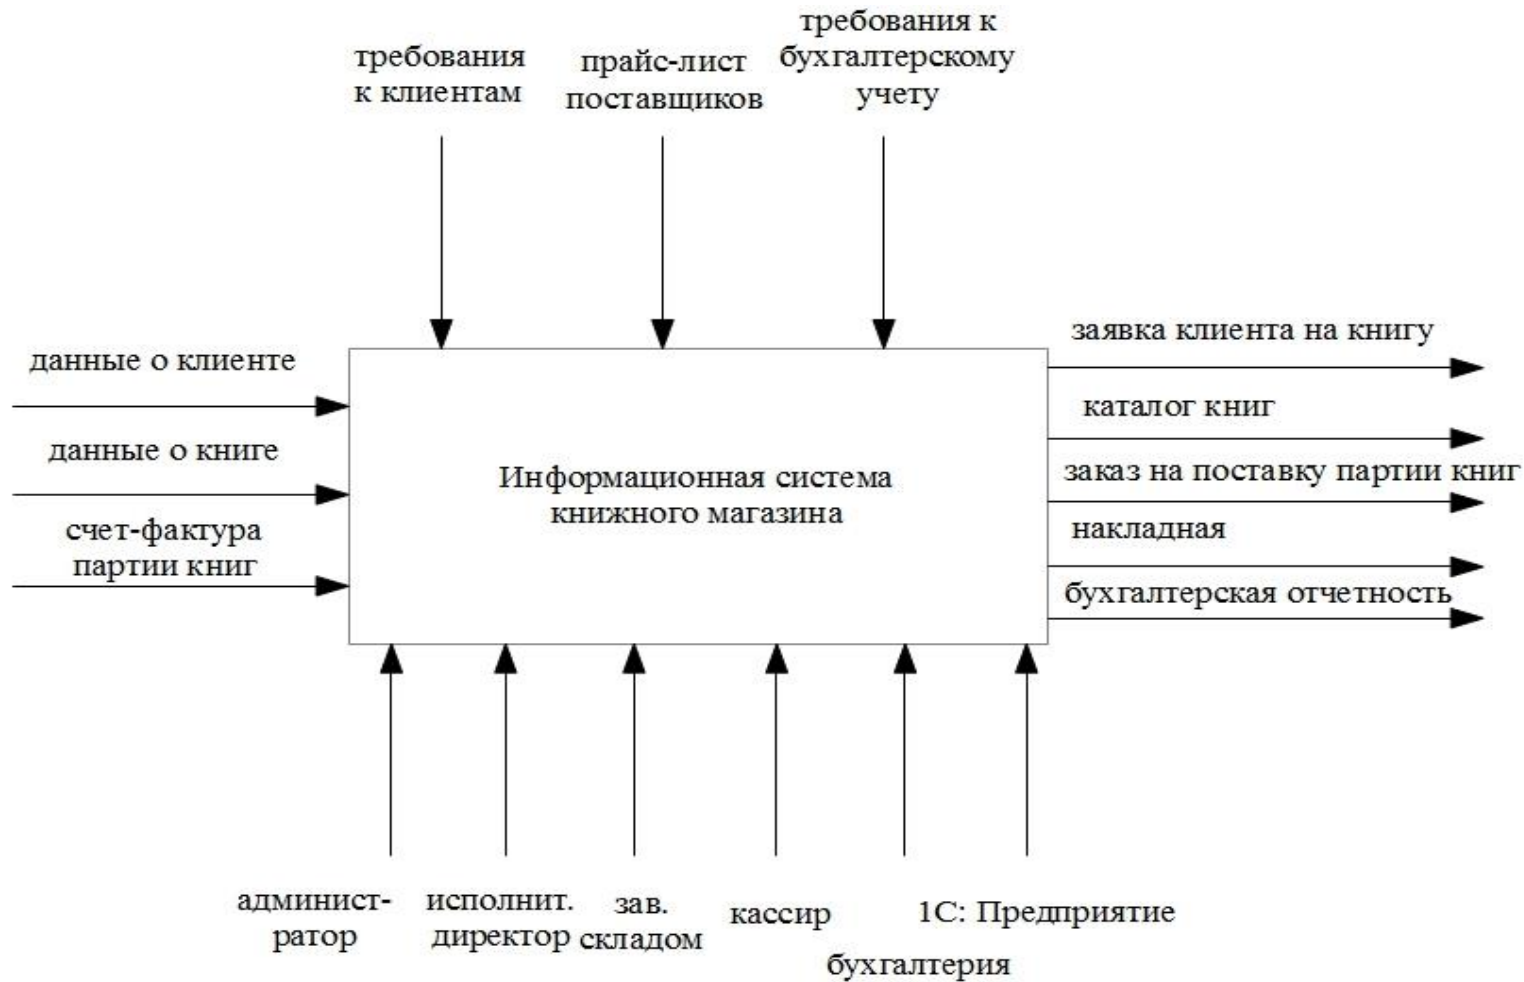 требования
к клиентам
прайс-лист
поставщиков
требования к
бухгалтерскому
учету
данные о клиенте
данные о книге
счет-фактура
партии книг
Информационная система
книжного магазина
заявка клиента на книгу
каталог книг
заказ на поставку партии книг
накладная
бухгалтерская отчетность
админист-
ратор
исполнит.
директор
зав.
складом
кассир
бухгалтерия
1С: Предприятие